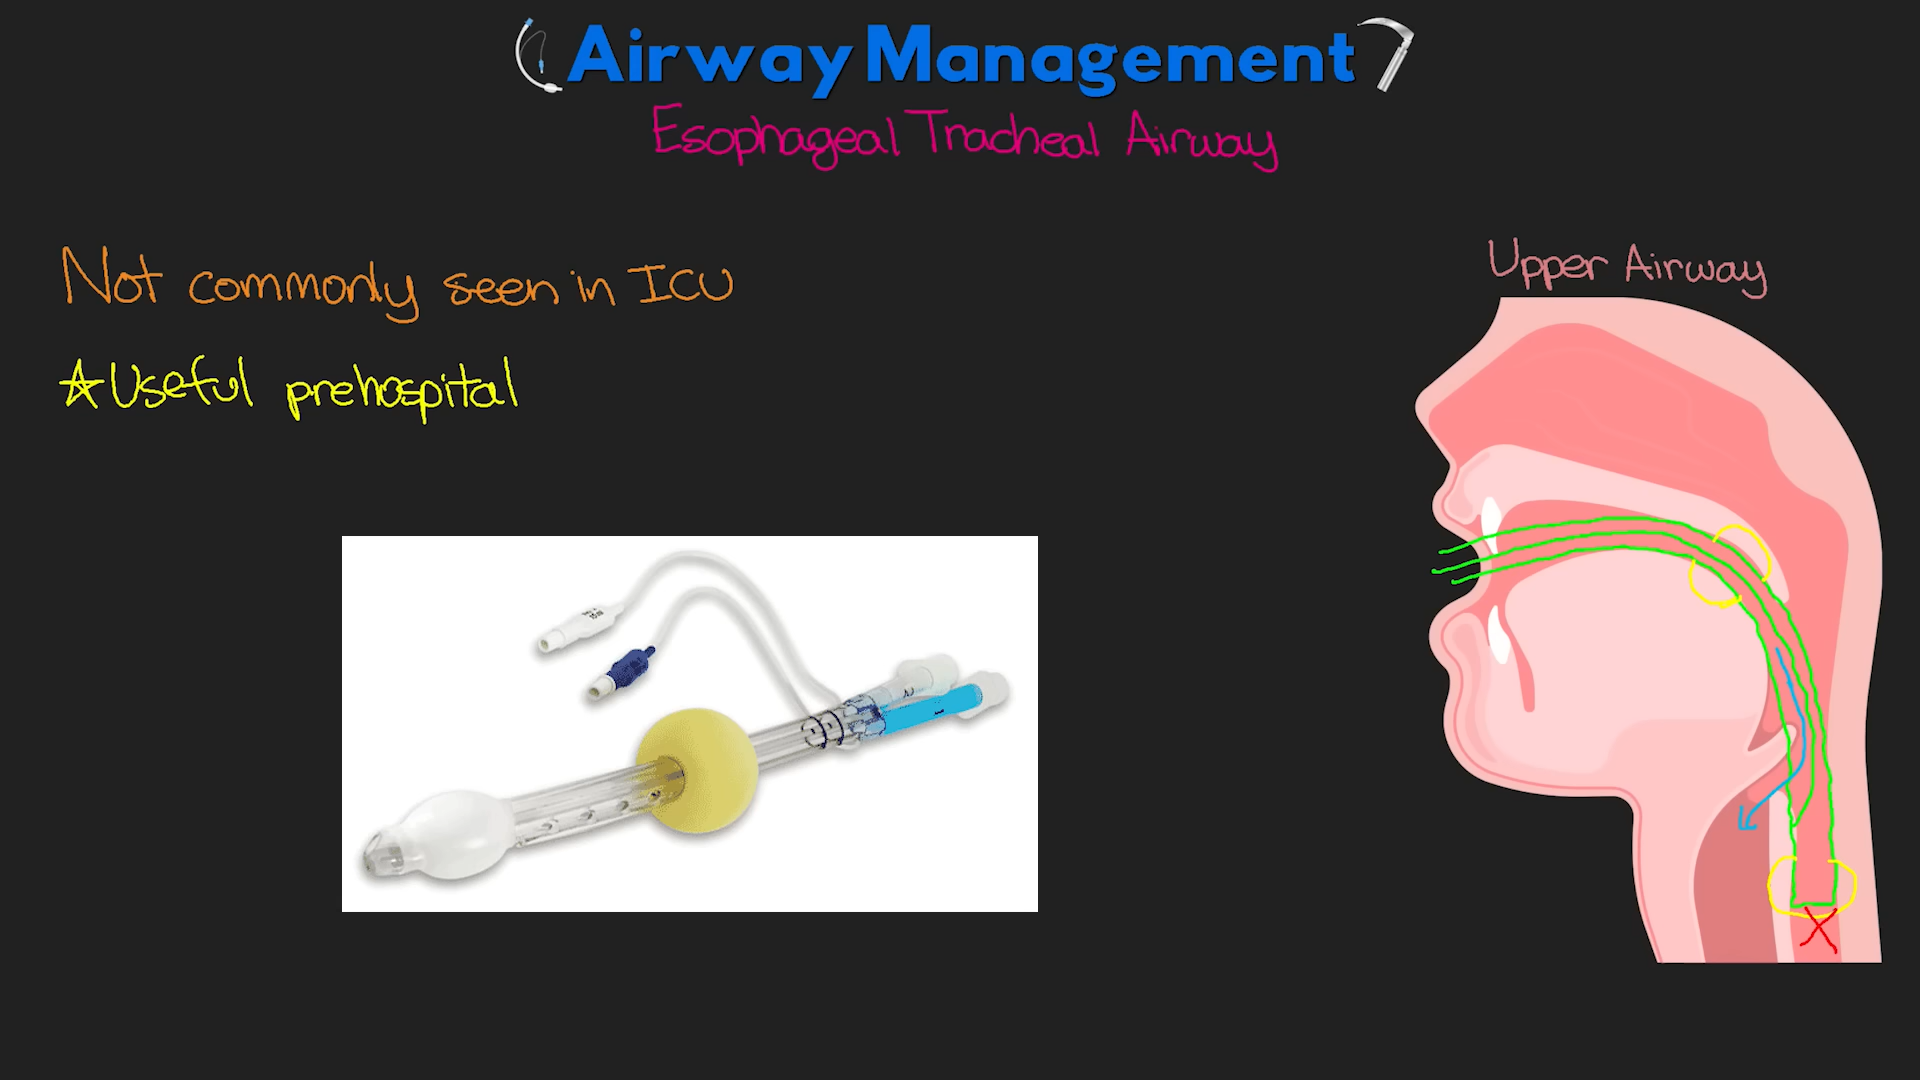 Airway Management
Esophageal Tracheal Airway
Not commonly seen in ICU
Upper Airway
☆Useful prehospital